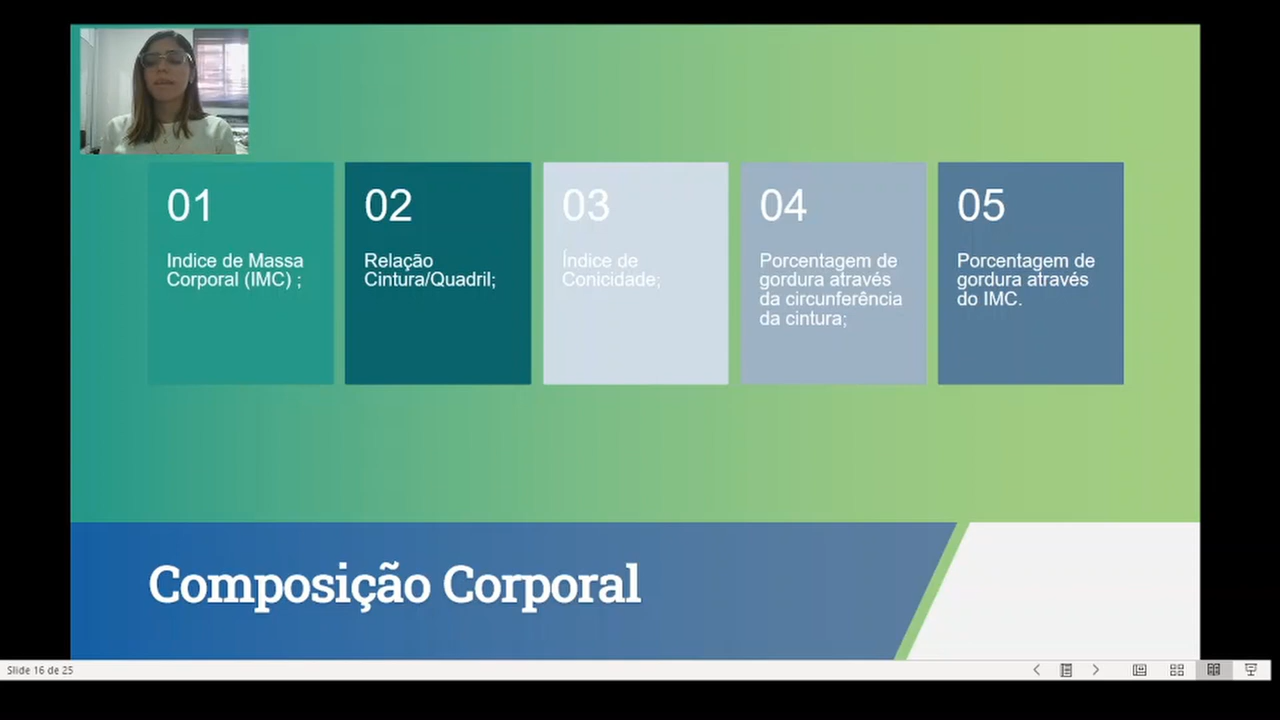 01
Indice de Massa
Corporal (IMC) ;
02
Relação
Cintura/Quadril;
03
Índice de
Conicidade;
04
Porcentagem de
gordura através
da circunferência
da cintura;
05
Porcentagem de
gordura através
do IMC.
Composição Corporal
Slide 16 de 25